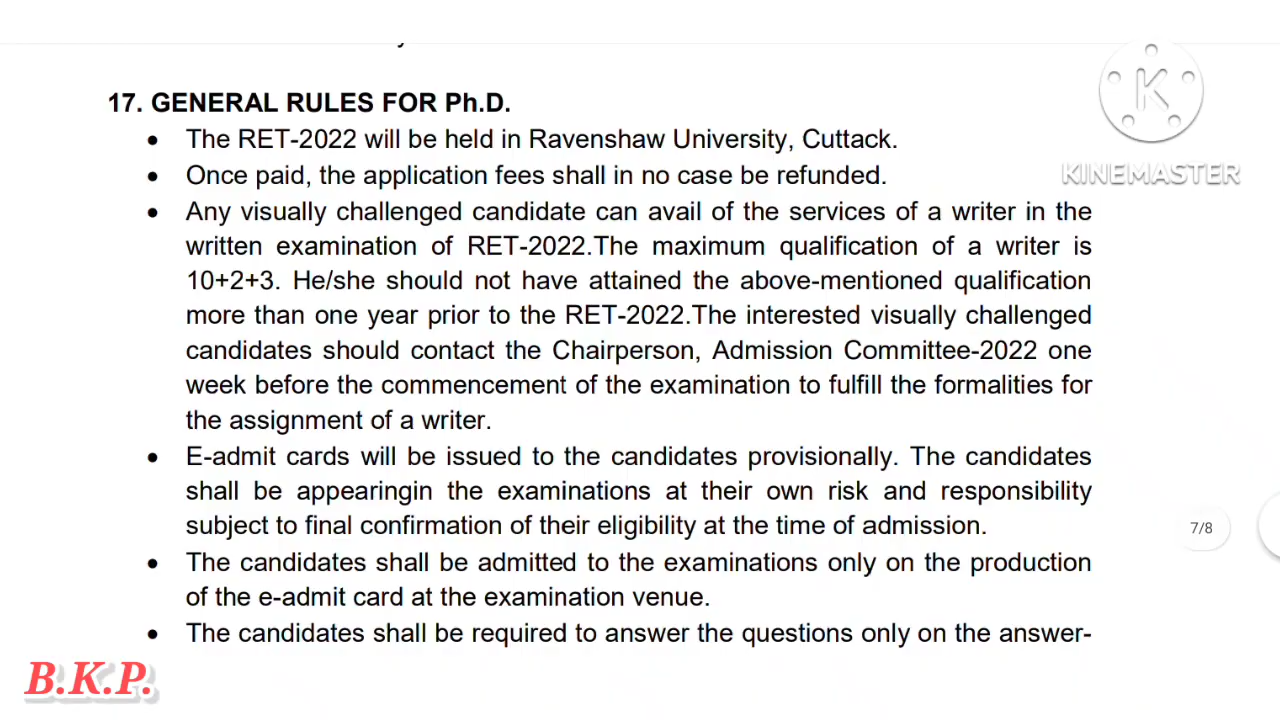 17. GENERAL RULES FOR Ph.D.
• The RET-2022 will be held in Ravenshaw University, Cuttack.
• Once paid, the application fees shall in no case be refunded.
• Any visually challenged candidate can avail of the services of a writer in the
written examination of RET-2022.The maximum qualification of a writer is
10+2+3. He/she should not have attained the above-mentioned qualification
more than one year prior to the RET-2022.The interested visually challenged
candidates should contact the Chairperson, Admission Committee-2022 one
week before the commencement of the examination to fulfill the formalities for
the assignment of a writer.
• E-admit cards will be issued to the candidates provisionally. The candidates
shall be appearingin the examinations at their own risk and responsibility
subject to final confirmation of their eligibility at the time of admission.
• The candidates shall be admitted to the examinations only on the production
of the e-admit card at the examination venue.
• The candidates shall be required to answer the questions only on the answer-
K
KINEMASTER
7/8
B.K.P.